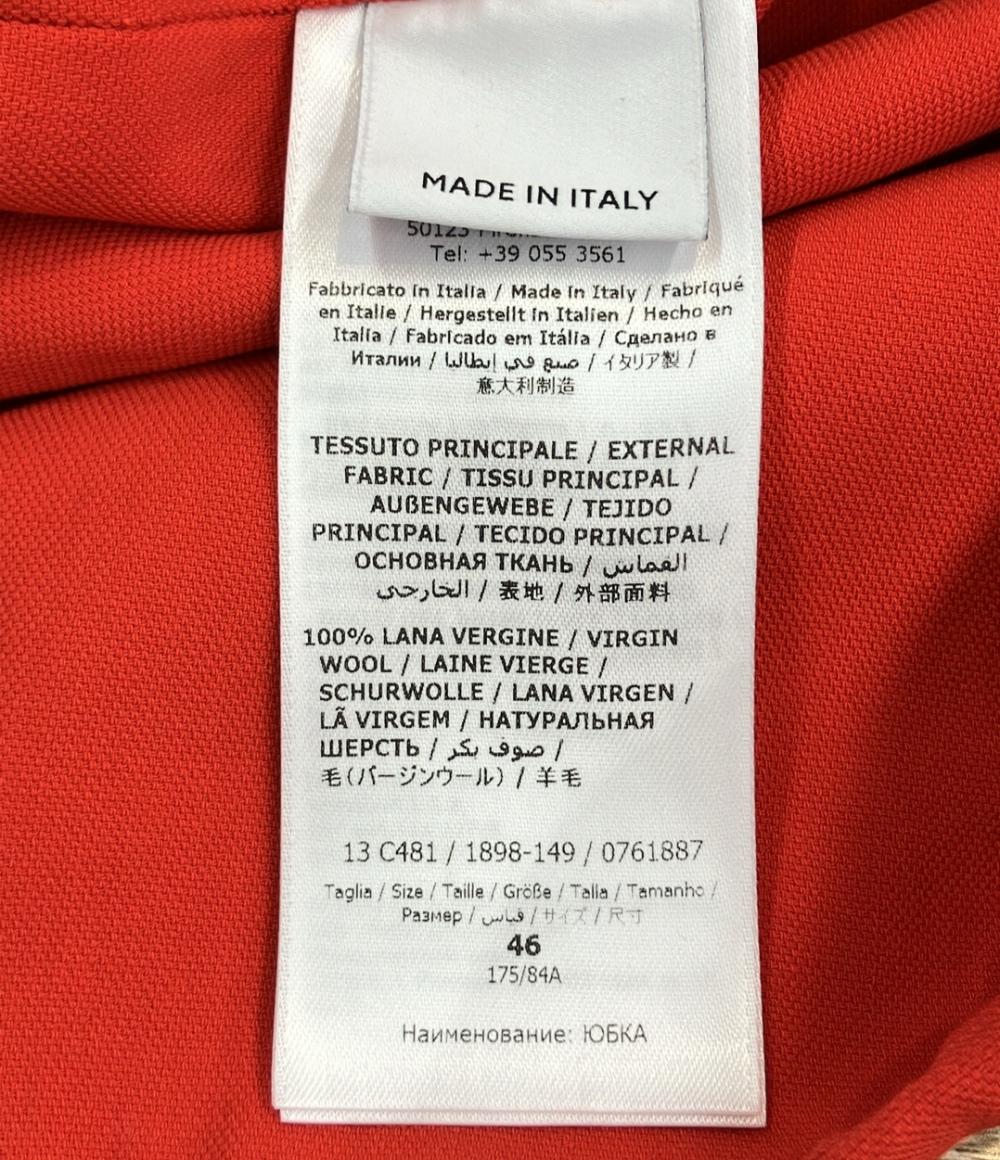 MADE IN ITALY
50123
Tel: +39 055 3561
Fabbricato in Italia / Made in Italy / Fabriqué
en Italie / Hergestellt in Italien / Hecho en
Italia / Fabricado em Itália / Сделано в
Италии / صنع في إيطاليا / イタリア製 /
意大利制造
TESSUTO PRINCIPALE / EXTERNAL
FABRIC / TISSU PRINCIPAL /
AUßENGEWEBE / TEJIDO
PRINCIPAL / TECIDO PRINCIPAL /
ОСНОВНАЯ ТКАНЬ / القماش
الخارجي / 表地 / 外部面料
100% LANA VERGINE / VIRGIN
WOOL / LAINE VIERGE /
SCHURWOLLE / LANA VIRGEN /
LÃ VIRGEM / НАТУРАЛЬНАЯ
ШЕРСТЬ / صوف بكر /
毛(バージンウール) / 羊毛
13 C481 / 1898-149 / 0761887
Taglia / Size / Taille / Größe / Talla / Tamanho /
Размер / قياس / サイズ / 尺寸
46
175/84A
Наименование: ЮБКА